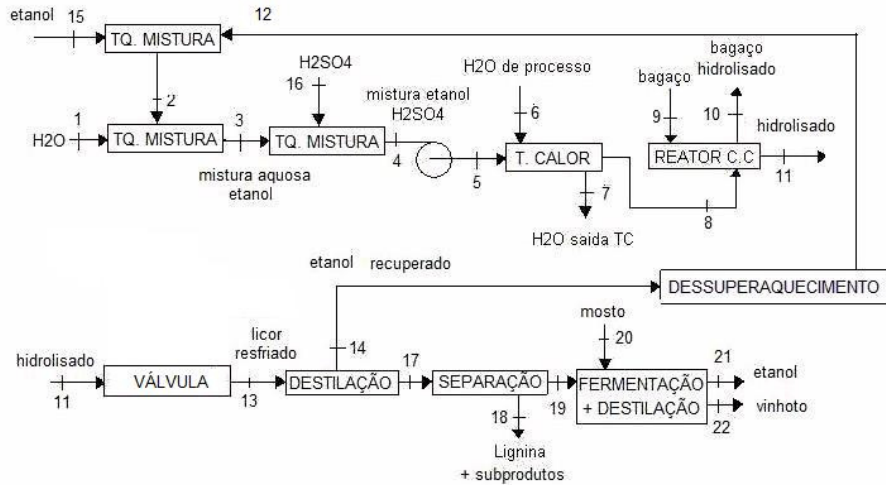 etanol
15
12
TQ. MISTURA
2
H2SO4
16
H2O de processo
6
bagaço
hidrolisado
bagaço
9
10
hidrolisado
1
H2O
TQ. MISTURA
3
mistura aquosa
etanol
TQ. MISTURA
mistura etanol
H2SO4
4
5
T. CALOR
7
H2O saida TC
8
REATOR C.C
11
etanol recuperado
14
DESSUPERAQUECIMENTO
hidrolisado
11
VÁLVULA
licor
resfriado
13
DESTILAÇÃO
17
SEPARAÇÃO
18
Lignina
+ subprodutos
19
mosto
20
FERMENTAÇÃO
+ DESTILAÇÃO
21
etanol
22
vinhoto